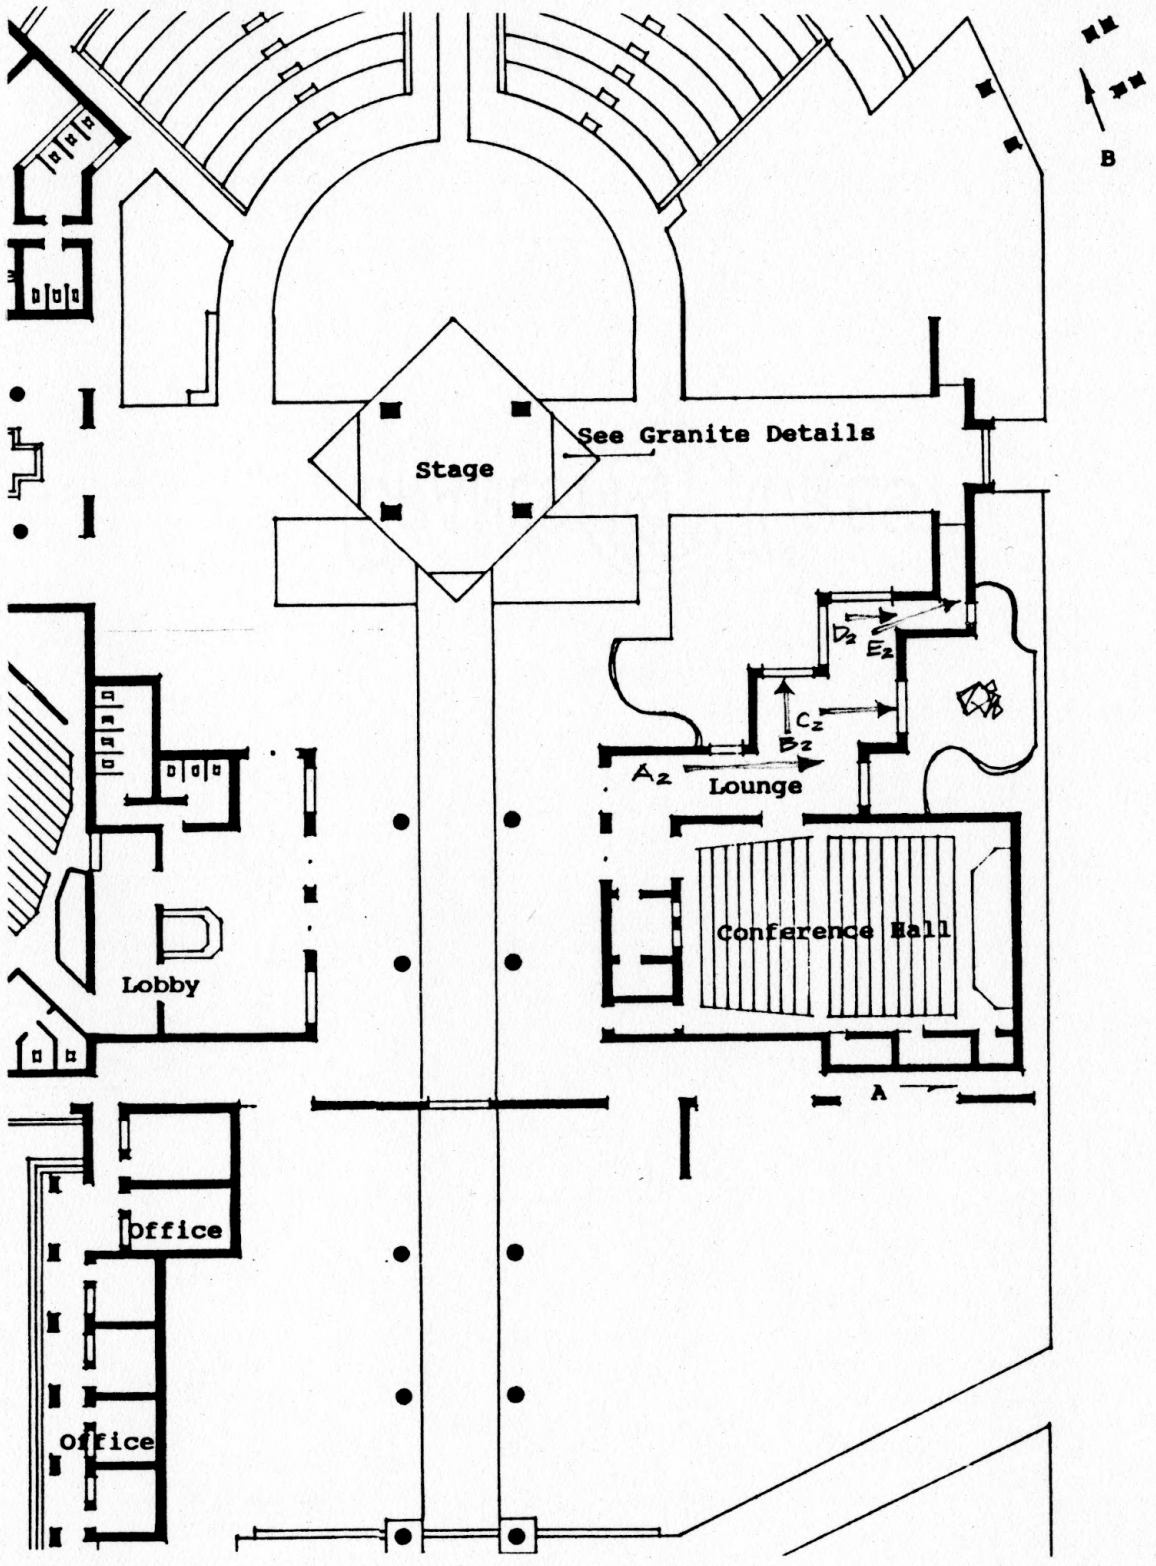 B
See Granite Details
Stage
D2
E2
C2
B2
A2
Lounge
Conference Hall
Lobby
A
Office
Office